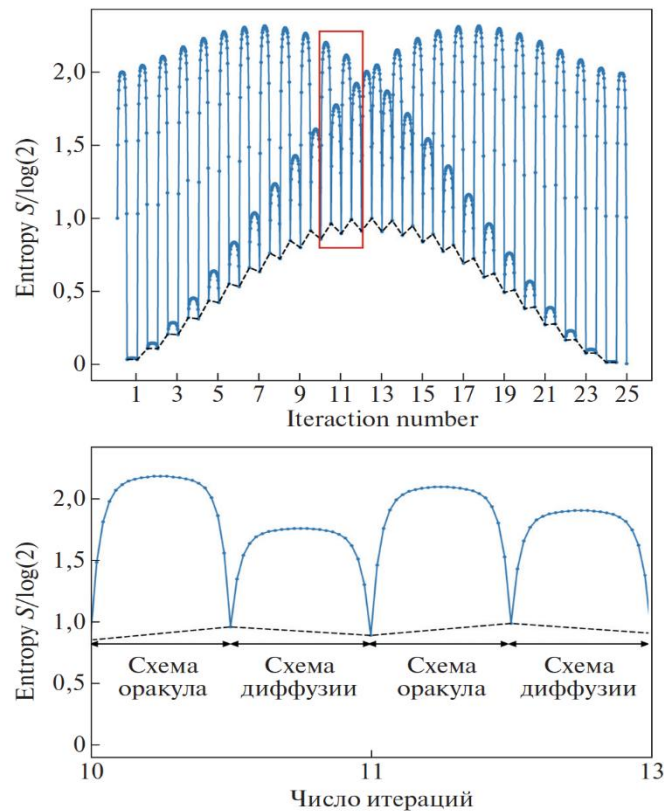 Entropy S/log(2)
2,0
1,5
1,0
0,5
0
1 3 5 7 9 11 13 15 17 19 21 23 25
Iteraction number
Entropy S/log(2)
2,0
1,5
1,0
0,5
0
Схема оракула
Схема диффузии
Схема оракула
Схема диффузии
10 11 13
Число итераций